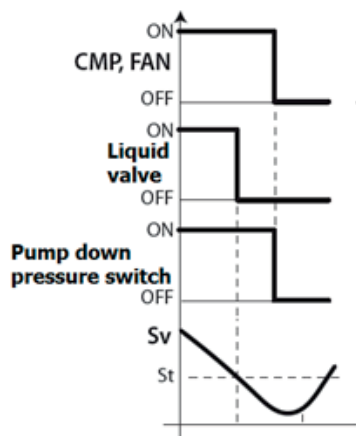 ON
CMP, FAN
OFF
ON
Liquid
valve
OFF
ON
Pump down
pressure switch
OFF
Sv
St